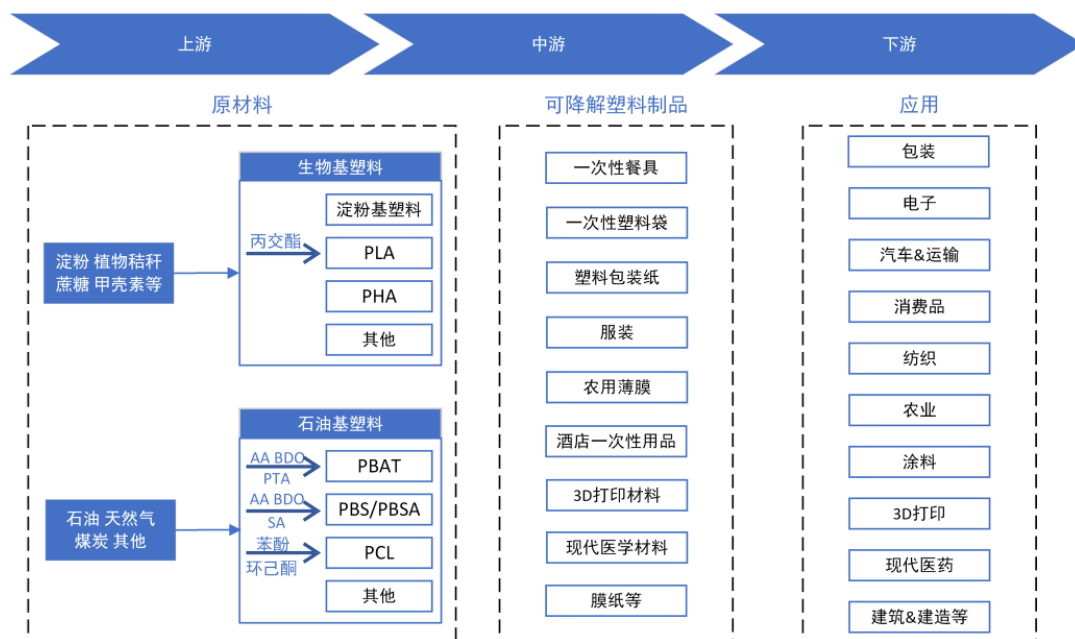 上游
中游
下游
原材料
可降解塑料制品
应用
淀粉 植物秸秆
蔗糖 甲壳素等
生物基塑料
淀粉基塑料
丙交酯
PLA
PHA
其他
石油 天然气
煤炭 其他
石油基塑料
AA BDO
PTA
PBAT
AA BDO
SA
PBS/PBSA
苯酚
环己酮
PCL
其他
一次性餐具
一次性塑料袋
塑料包装纸
服装
农用薄膜
酒店一次性用品
3D打印材料
现代医学材料
膜纸等
包装
电子
汽车&运输
消费品
纺织
农业
涂料
3D打印
现代医药
建筑&建造等